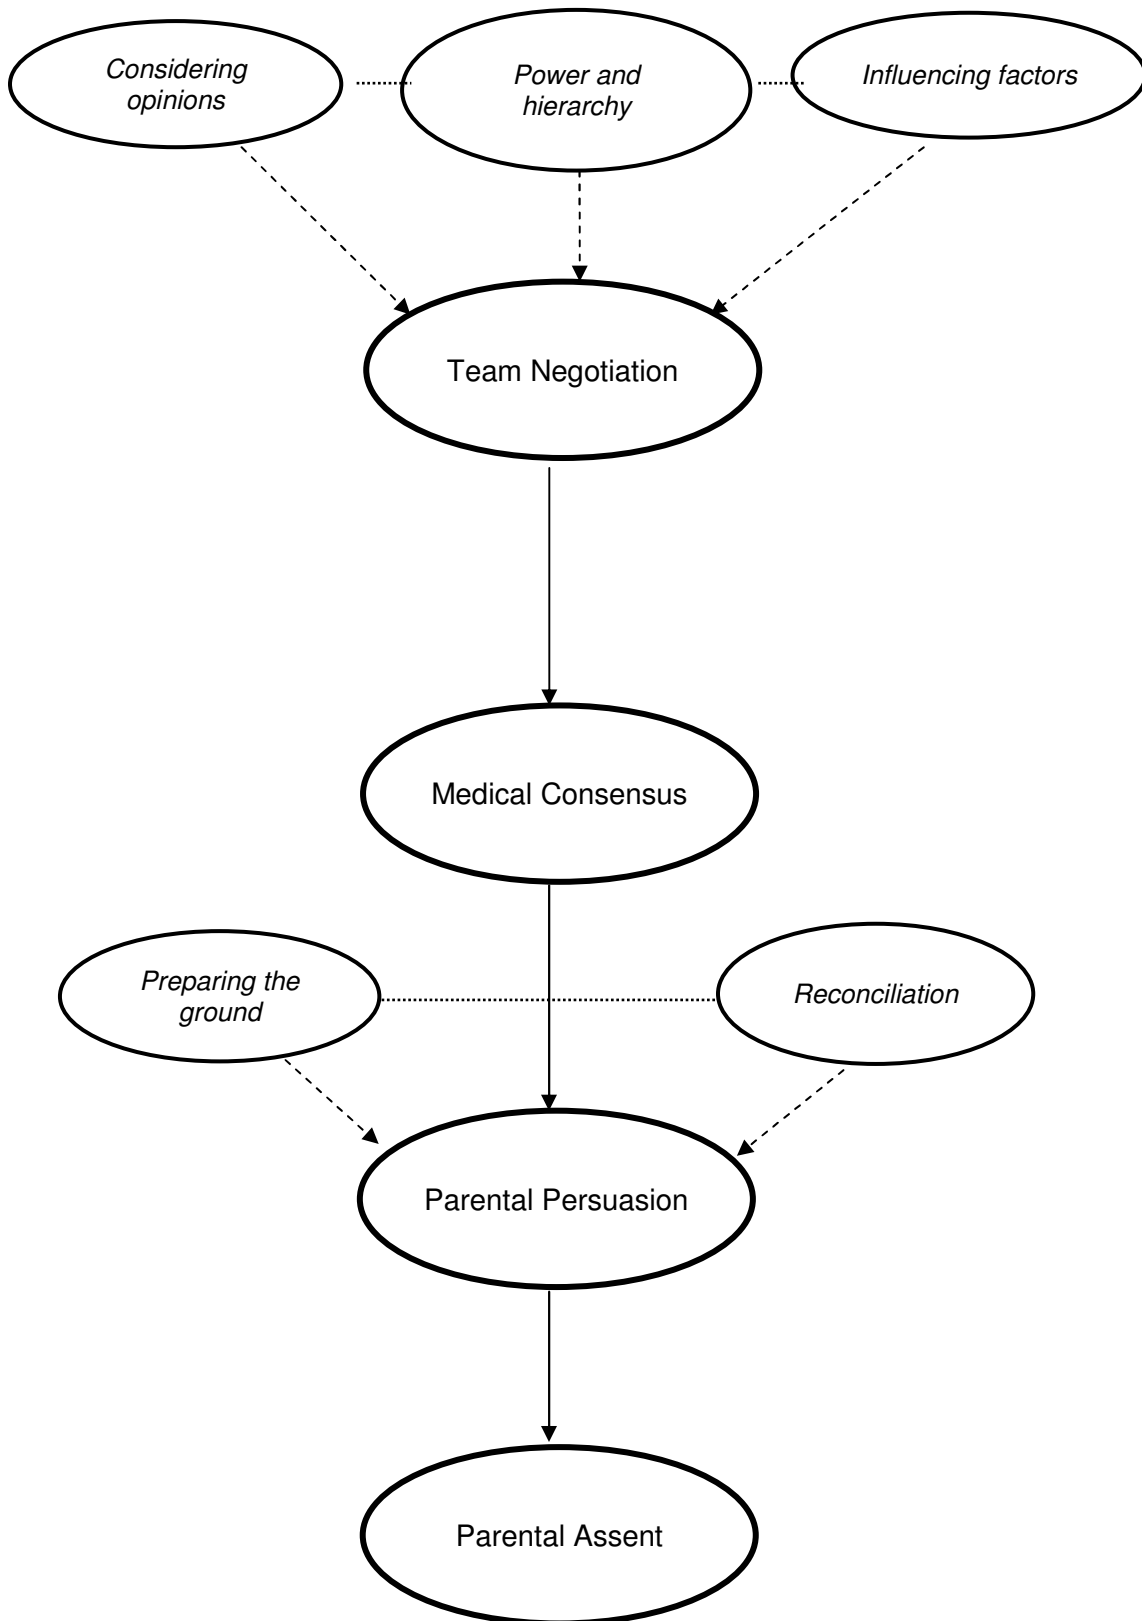 Considering
opinions
Power and
hierarchy
Influencing factors
Team Negotiation
Medical Consensus
Preparing the
ground
Reconciliation
Parental Persuasion
Parental Assent